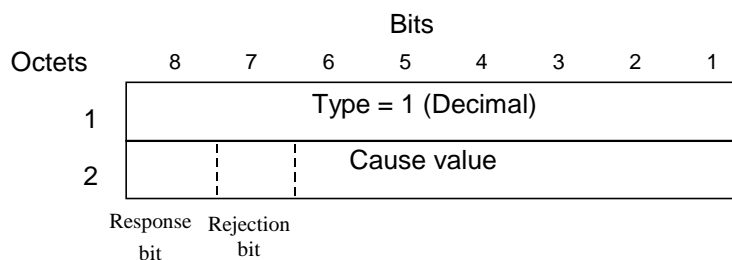 Bits
Octets 8 7 6 5 4 3 2 1
1 Type = 1 (Decimal)
2 Cause value
Response Rejection
bit bit